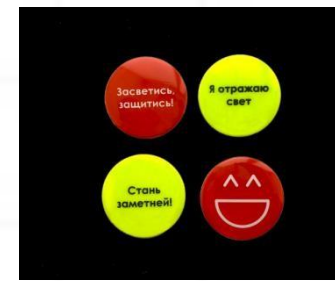 Засветись,
защитись!
Я отражаю
свет
Стань
заметней!